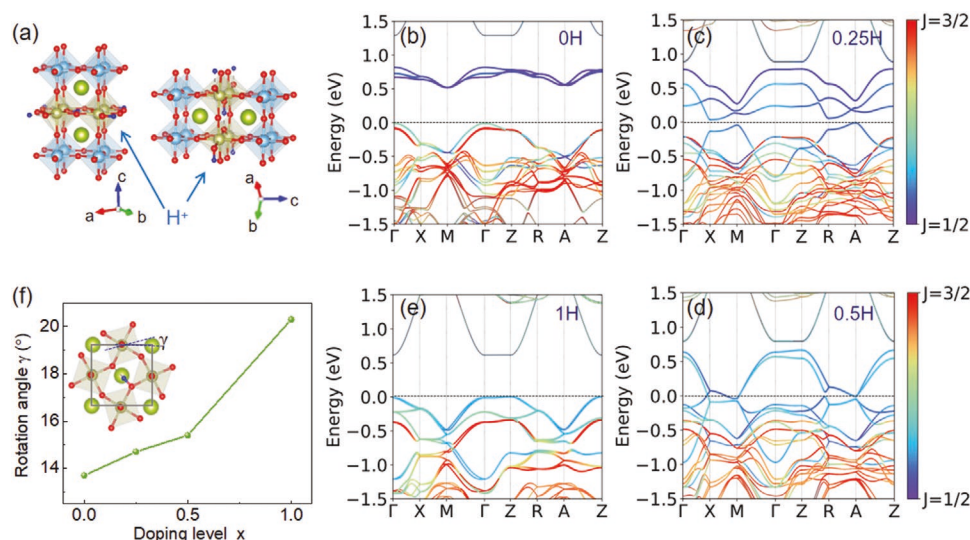 (a)
c
a
b
H⁺
a
c
b
(b)
0H
Energy (eV)
1.5
1.0
0.5
0.0
−0.5
−1.0
−1.5
Γ X M Γ Z R A Z
(c)
0.25H
Energy (eV)
1.5
1.0
0.5
0.0
−0.5
−1.0
−1.5
Γ X M Γ Z R A Z
J=3/2
J=1/2
(f)
Rotation angle γ (°)
20
18
16
14
γ
0.0 0.5 1.0
Doping level x
(e)
1H
Energy (eV)
1.5
1.0
0.5
0.0
−0.5
−1.0
−1.5
Γ X M Γ Z R A Z
(d)
0.5H
Energy (eV)
1.5
1.0
0.5
0.0
−0.5
−1.0
−1.5
Γ X M Γ Z R A Z
J=3/2
J=1/2